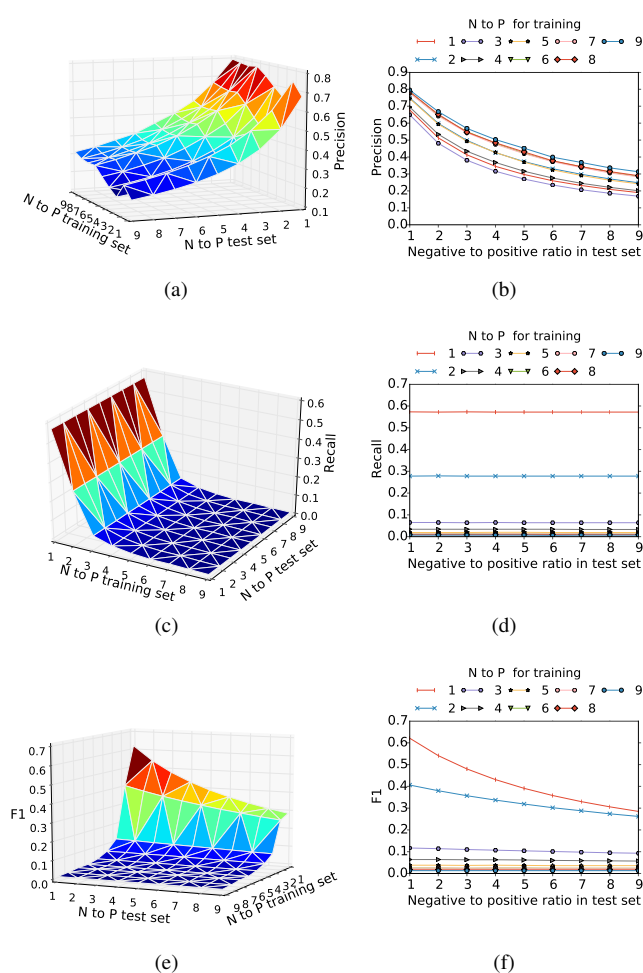 0.8
0.7
0.6
0.5
0.4
0.3
0.2
0.1
Precision
987654321
N to P training set
9 8 7 6 5 4 3 2 1
N to P test set
(a)
N to P for training
1 3 5 7 9
2 4 6 8
0.9
0.8
0.7
0.6
0.5
0.4
0.3
0.2
0.1
0.0
Precision
1 2 3 4 5 6 7 8 9
Negative to positive ratio in test set
(b)
0.6
0.5
0.4
0.3
0.2
0.1
0.0
Recall
1 2 3 4 5 6 7 8 9
N to P training set
1 2 3 4 5 6 7 8 9
N to P test set
(c)
N to P for training
1 3 5 7 9
2 4 6 8
0.7
0.6
0.5
0.4
0.3
0.2
0.1
0.0
Recall
1 2 3 4 5 6 7 8 9
Negative to positive ratio in test set
(d)
0.7
0.6
0.5
0.4
0.3
0.2
0.1
0.0
F1
1 2 3 4 5 6 7 8 9
N to P test set
987654321
N to P training set
(e)
N to P for training
1 3 5 7 9
2 4 6 8
0.7
0.6
0.5
0.4
0.3
0.2
0.1
0.0
F1
1 2 3 4 5 6 7 8 9
Negative to positive ratio in test set
(f)